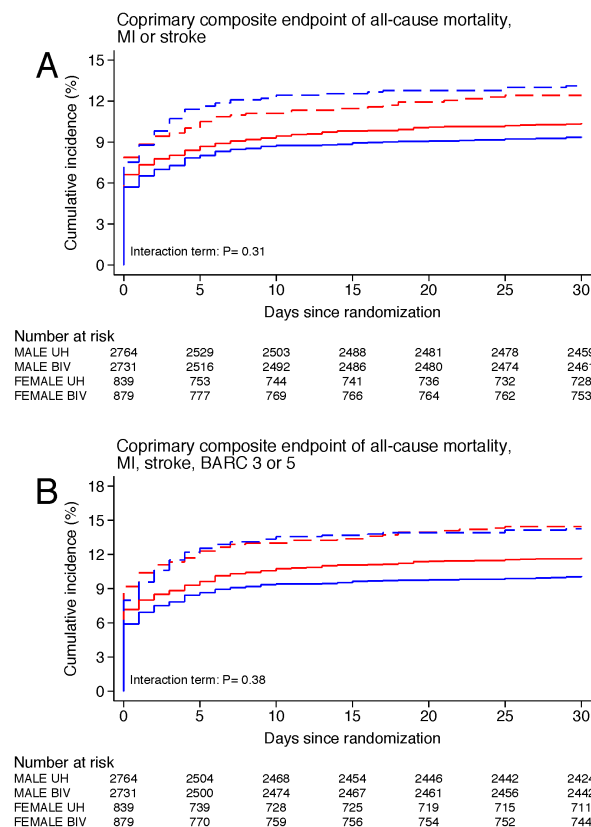 Coprimary composite endpoint of all-cause mortality,
MI or stroke
A
Cumulative incidence (%)
15
12
9
6
3
0
Interaction term: P= 0.31
0 5 10 15 20 25 30
Days since randomization
Number at risk
MALE UH 2764 2529 2503 2488 2481 2478 2459
MALE BIV 2731 2516 2492 2486 2480 2474 2461
FEMALE UH 839 753 744 741 736 732 728
FEMALE BIV 879 777 769 766 764 762 753
Coprimary composite endpoint of all-cause mortality,
MI, stroke, BARC 3 or 5
B
Cumulative incidence (%)
18
15
12
9
6
3
0
Interaction term: P= 0.38
0 5 10 15 20 25 30
Days since randomization
Number at risk
MALE UH 2764 2504 2468 2454 2446 2442 2424
MALE BIV 2731 2500 2474 2467 2461 2456 2442
FEMALE UH 839 739 728 725 719 715 711
FEMALE BIV 879 770 759 756 754 752 744